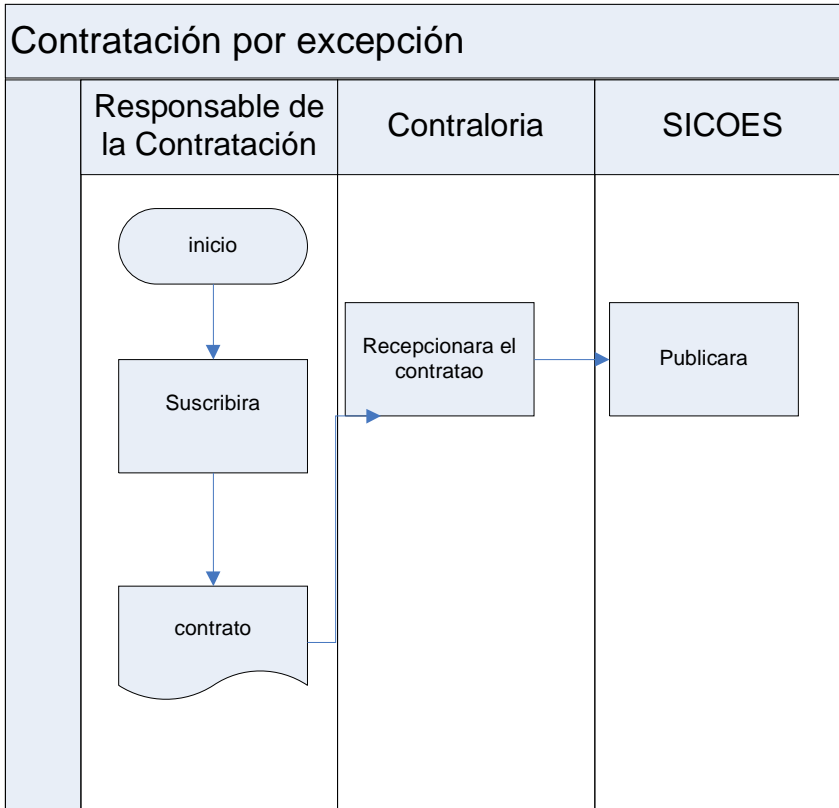 Contratación por excepción
Responsable de
la Contratación
Contraloria
SICOES
inicio
Suscribira
contrato
Recepcionara el
contratao
Publicara